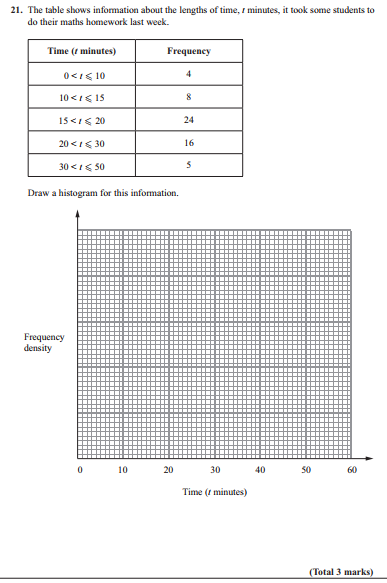 21. The table shows information about the lengths of time, t minutes, it took some students to
do their maths homework last week.
Time (t minutes) Frequency
0 < t ⩽ 10 4
10 < t ⩽ 15 8
15 < t ⩽ 20 24
20 < t ⩽ 30 16
30 < t ⩽ 50 5
Draw a histogram for this information.
Frequency
density
0 10 20 30 40 50 60
Time (t minutes)
(Total 3 marks)